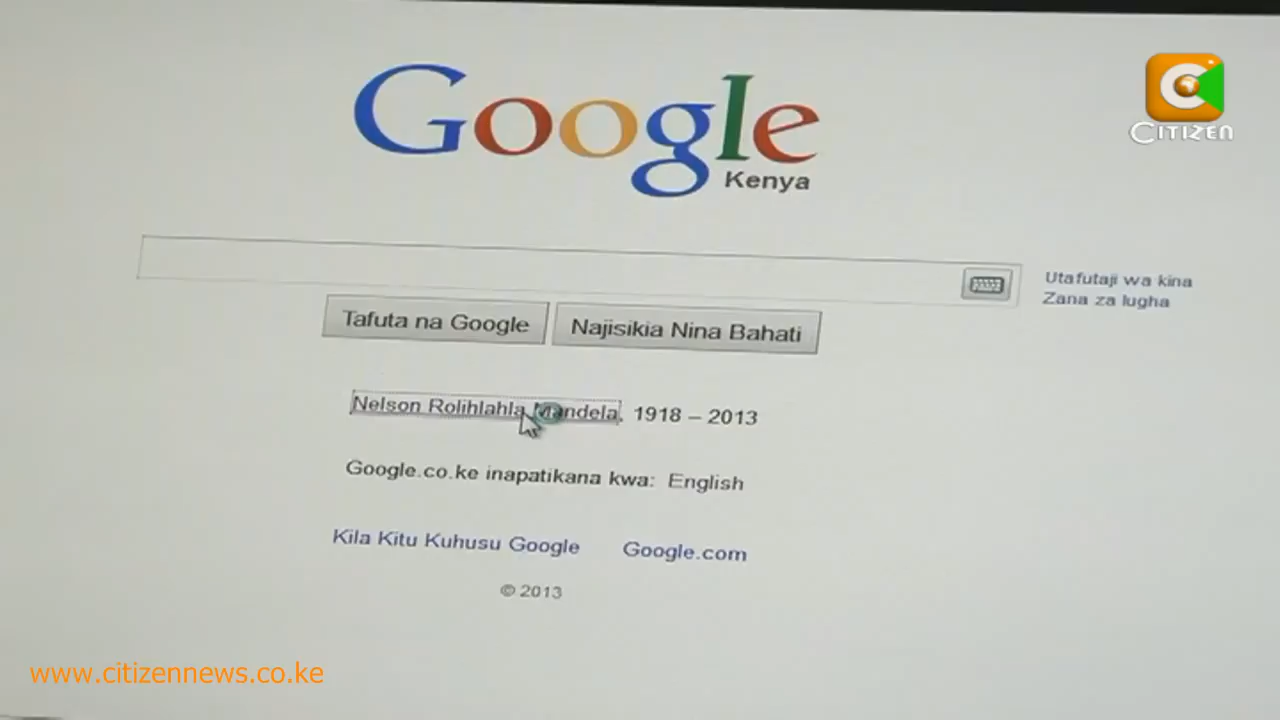 Google
Kenya
CITIZEN
Utafutaji wa kina
Zana za lugha
Tafuta na Google
Najisikia Nina Bahati
Nelson Rolihlahla Mandela, 1918 – 2013
Google.co.ke inapatikana kwa: English
Kila Kitu Kuhusu Google Google.com
© 2013
www.citizennews.co.ke